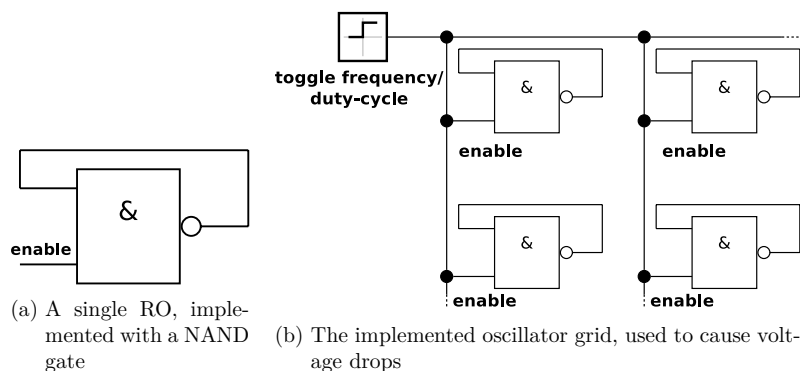 &
enable
(a) A single RO, imple-
mented with a NAND
gate
toggle frequency/
duty-cycle
&
enable
&
enable
&
enable
&
enable
(b) The implemented oscillator grid, used to cause volt-
age drops